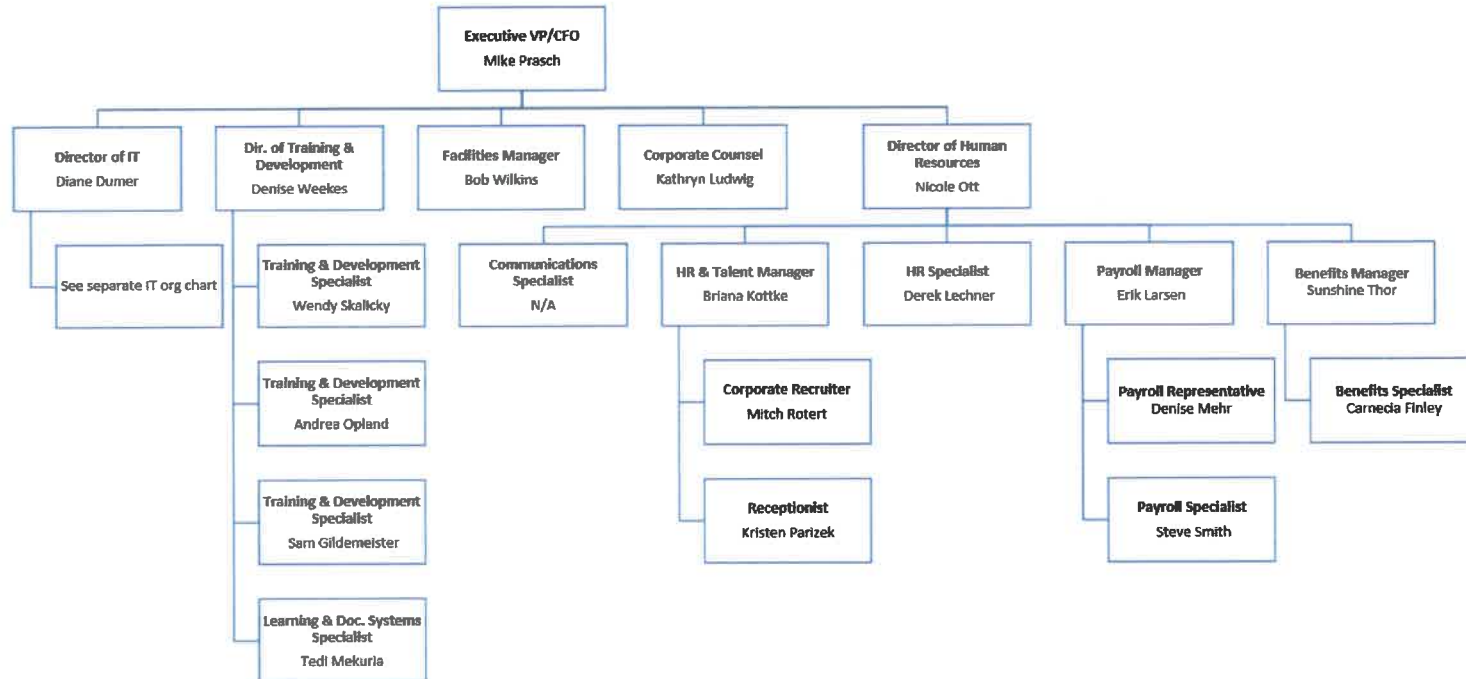 Executive VP/CFO
Mike Prasch
Director of IT
Diane Dumer
Dir. of Training &
Development
Denise Weekes
Facilities Manager
Bob Wilkins
Corporate Counsel
Kathryn Ludwig
Director of Human
Resources
Nicole Ott
See separate IT org chart
Training & Development
Specialist
Wendy Skalicky
Training & Development
Specialist
Andrea Opland
Training & Development
Specialist
Sam Gildemeister
Learning & Doc. Systems
Specialist
Tedi Mekuria
Communications
Specialist
N/A
HR & Talent Manager
Briana Kottke
Corporate Recruiter
Mitch Rotert
Receptionist
Kristen Parizek
HR Specialist
Derek Lechner
Payroll Manager
Erik Larsen
Payroll Representative
Denise Mehr
Payroll Specialist
Steve Smith
Benefits Manager
Sunshine Thor
Benefits Specialist
Carnecia Finley